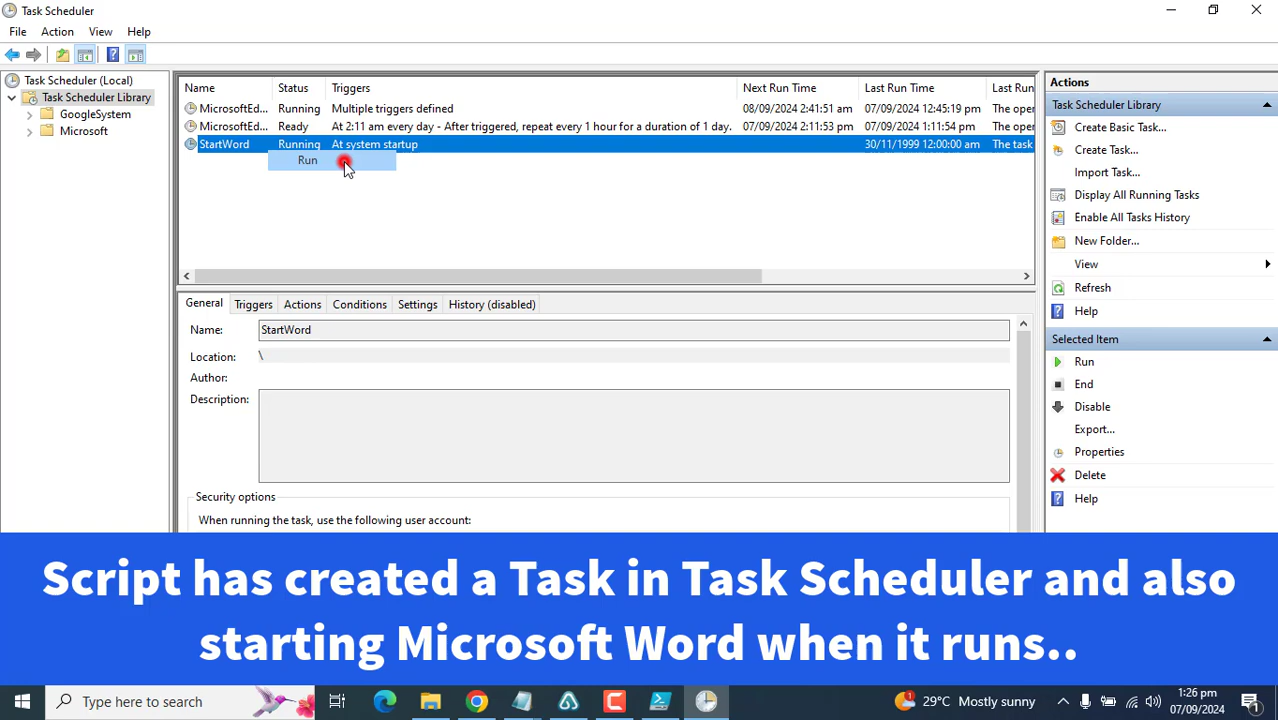 Task Scheduler
File Action View Help
Task Scheduler (Local)
Task Scheduler Library
GoogleSystem
Microsoft
Name Status Triggers Next Run Time Last Run Time Last Run
MicrosoftEd... Running Multiple triggers defined 08/09/2024 2:41:51 am 07/09/2024 12:45:19 pm The oper
MicrosoftEd... Ready At 2:11 am every day - After triggered, repeat every 1 hour for a duration of 1 day. 07/09/2024 2:11:53 pm 07/09/2024 1:11:54 pm The oper
StartWord Running At system startup 30/11/1999 12:00:00 am The task
Run
General Triggers Actions Conditions Settings History (disabled)
Name: StartWord
Location: \
Author:
Description:
Security options
When running the task, use the following user account:
Actions
Task Scheduler Library
Create Basic Task...
Create Task...
Import Task...
Display All Running Tasks
Enable All Tasks History
New Folder...
View
Refresh
Help
Selected Item
Run
End
Disable
Export...
Properties
Delete
Help
Script has created a Task in Task Scheduler and also
starting Microsoft Word when it runs..
Type here to search
29°C Mostly sunny
1:26 pm
07/09/2024
1